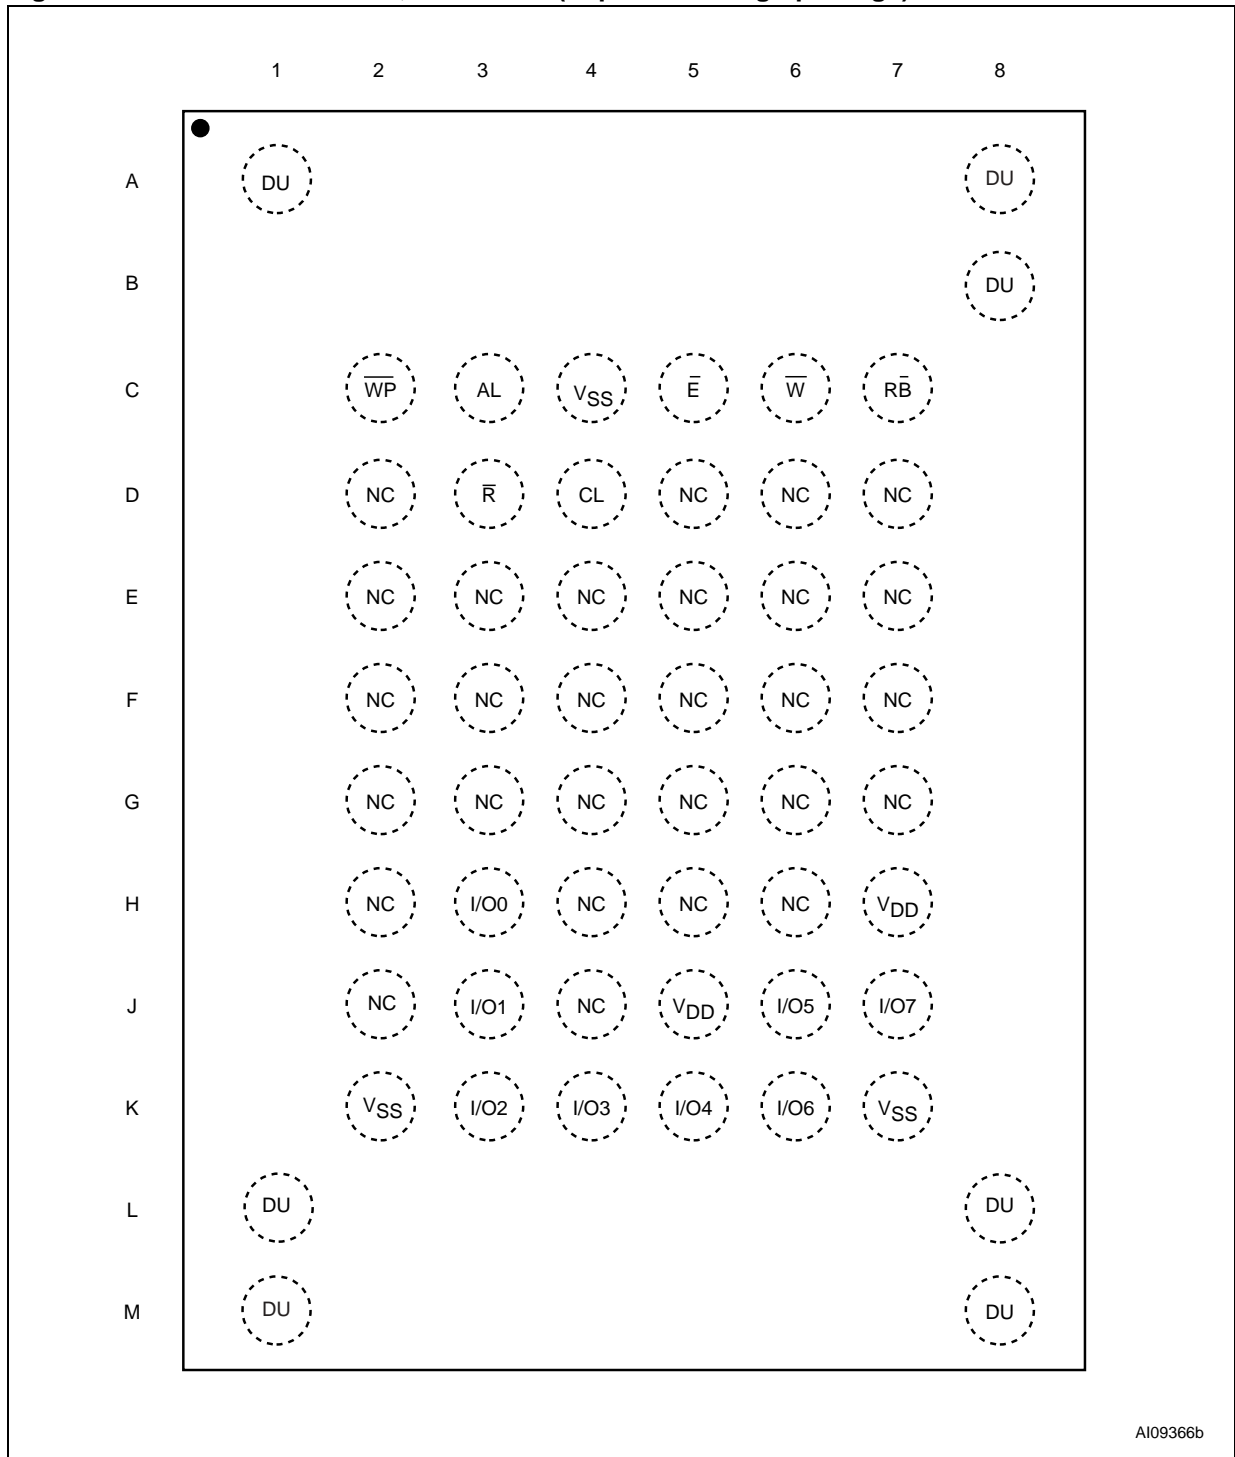 1 2 3 4 5 6 7 8
A DU DU
B DU
C W̅P̅ AL VSS E̅ W̅ RB̅
D NC R̅ CL NC NC NC
E NC NC NC NC NC NC
F NC NC NC NC NC NC
G NC NC NC NC NC NC
H NC I/O0 NC NC NC VDD
J NC I/O1 NC VDD I/O5 I/O7
K VSS I/O2 I/O3 I/O4 I/O6 VSS
L DU DU
M DU DU
AI09366b